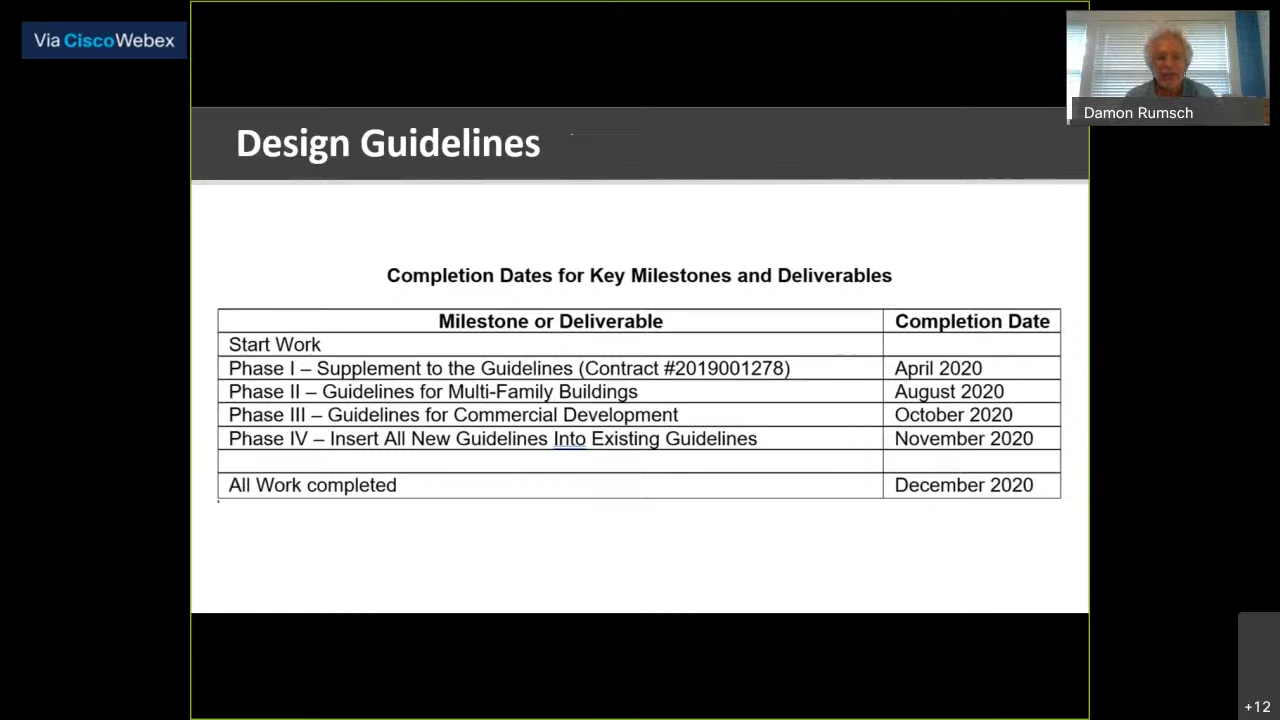 Via CiscoWebex
Damon Rumsch
Design Guidelines
Completion Dates for Key Milestones and Deliverables
Milestone or Deliverable Completion Date
Start Work
Phase I – Supplement to the Guidelines (Contract #2019001278) April 2020
Phase II – Guidelines for Multi-Family Buildings August 2020
Phase III – Guidelines for Commercial Development October 2020
Phase IV – Insert All New Guidelines Into Existing Guidelines November 2020
All Work completed December 2020
+12